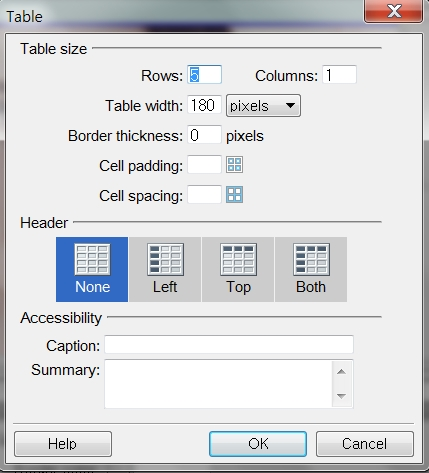 Table
Table size
Rows: 5 Columns: 1
Table width: 180 pixels
Border thickness: 0 pixels
Cell padding:
Cell spacing:
Header
None Left Top Both
Accessibility
Caption:
Summary:
Help OK Cancel